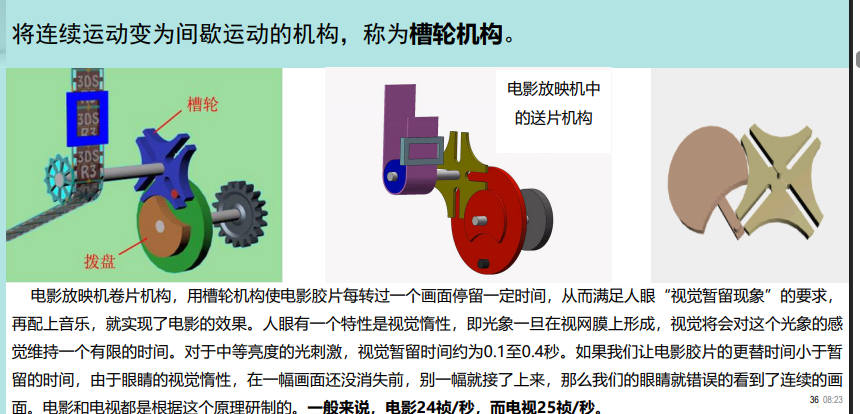 将连续运动变为间歇运动的机构，称为槽轮机构。
3DS
R3
3DS
R3
3DS
R3
槽轮
拨盘
电影放映机中
的送片机构
电影放映机卷片机构，用槽轮机构使电影胶片每转过一个画面停留一定时间，从而满足人眼“视觉暂留现象”的要求，
再配上音乐，就实现了电影的效果。人眼有一个特性是视觉惰性，即光象一旦在视网膜上形成，视觉将会对这个光象的感
觉维持一个有限的时间。对于中等亮度的光刺激，视觉暂留时间约为0.1至0.4秒。如果我们让电影胶片的更替时间小于暂
留的时间，由于眼睛的视觉惰性，在一幅画面还没消失前，别一幅就接了上来，那么我们的眼睛就错误的看到了连续的画
面。电影和电视都是根据这个原理研制的。一般来说，电影24祯/秒，而电视25祯/秒。
36 08:23